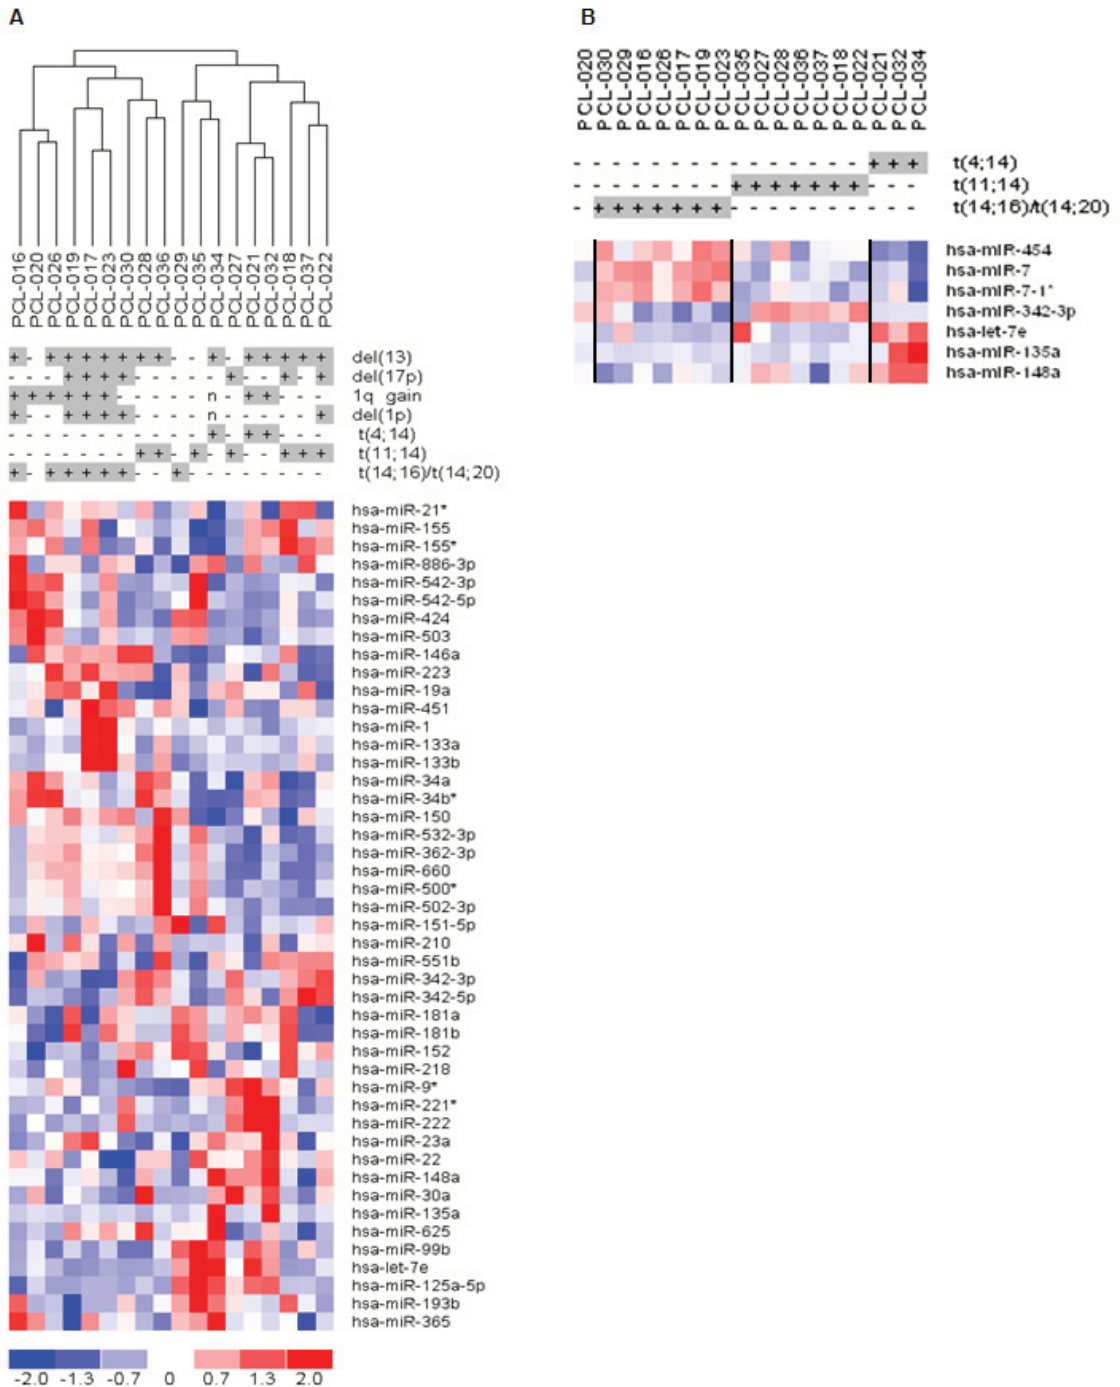 A
PCL-016
PCL-020
PCL-026
PCL-019
PCL-017
PCL-023
PCL-030
PCL-028
PCL-036
PCL-029
PCL-035
PCL-034
PCL-027
PCL-021
PCL-032
PCL-018
PCL-037
PCL-022
+ - + + + + + + + - - + - + + + + + del(13)
- - - + + + + - - - - - + - - + - + del(17p)
+ + + + + + - - - - - n - + + - - - 1q gain
+ - - + + + + - - - - n - - - - - + del(1p)
- - - - - - - - - - - + - + + - - - t(4;14)
- - - - - - - + + - + - + - - + + + t(11;14)
+ - + + + + + - - + - - - - - - - - t(14;16)/t(14;20)
hsa-miR-21*
hsa-miR-155
hsa-miR-155*
hsa-miR-886-3p
hsa-miR-542-3p
hsa-miR-542-5p
hsa-miR-424
hsa-miR-503
hsa-miR-146a
hsa-miR-223
hsa-miR-19a
hsa-miR-451
hsa-miR-1
hsa-miR-133a
hsa-miR-133b
hsa-miR-34a
hsa-miR-34b*
hsa-miR-150
hsa-miR-532-3p
hsa-miR-362-3p
hsa-miR-660
hsa-miR-500*
hsa-miR-502-3p
hsa-miR-151-5p
hsa-miR-210
hsa-miR-551b
hsa-miR-342-3p
hsa-miR-342-5p
hsa-miR-181a
hsa-miR-181b
hsa-miR-152
hsa-miR-218
hsa-miR-9*
hsa-miR-221*
hsa-miR-222
hsa-miR-23a
hsa-miR-22
hsa-miR-148a
hsa-miR-30a
hsa-miR-135a
hsa-miR-625
hsa-miR-99b
hsa-let-7e
hsa-miR-125a-5p
hsa-miR-193b
hsa-miR-365
-2.0 -1.3 -0.7 0 0.7 1.3 2.0
B
PCL-020
PCL-030
PCL-029
PCL-016
PCL-026
PCL-017
PCL-019
PCL-023
PCL-035
PCL-027
PCL-028
PCL-036
PCL-037
PCL-018
PCL-022
PCL-021
PCL-032
PCL-034
- - - - - - - - - - - - - - - + + + t(4;14)
- - - - - - - - + + + + + + + - - - t(11;14)
- + + + + + + + - - - - - - - - - - t(14;16)/t(14;20)
hsa-miR-454
hsa-miR-7
hsa-miR-7-1*
hsa-miR-342-3p
hsa-let-7e
hsa-miR-135a
hsa-miR-148a